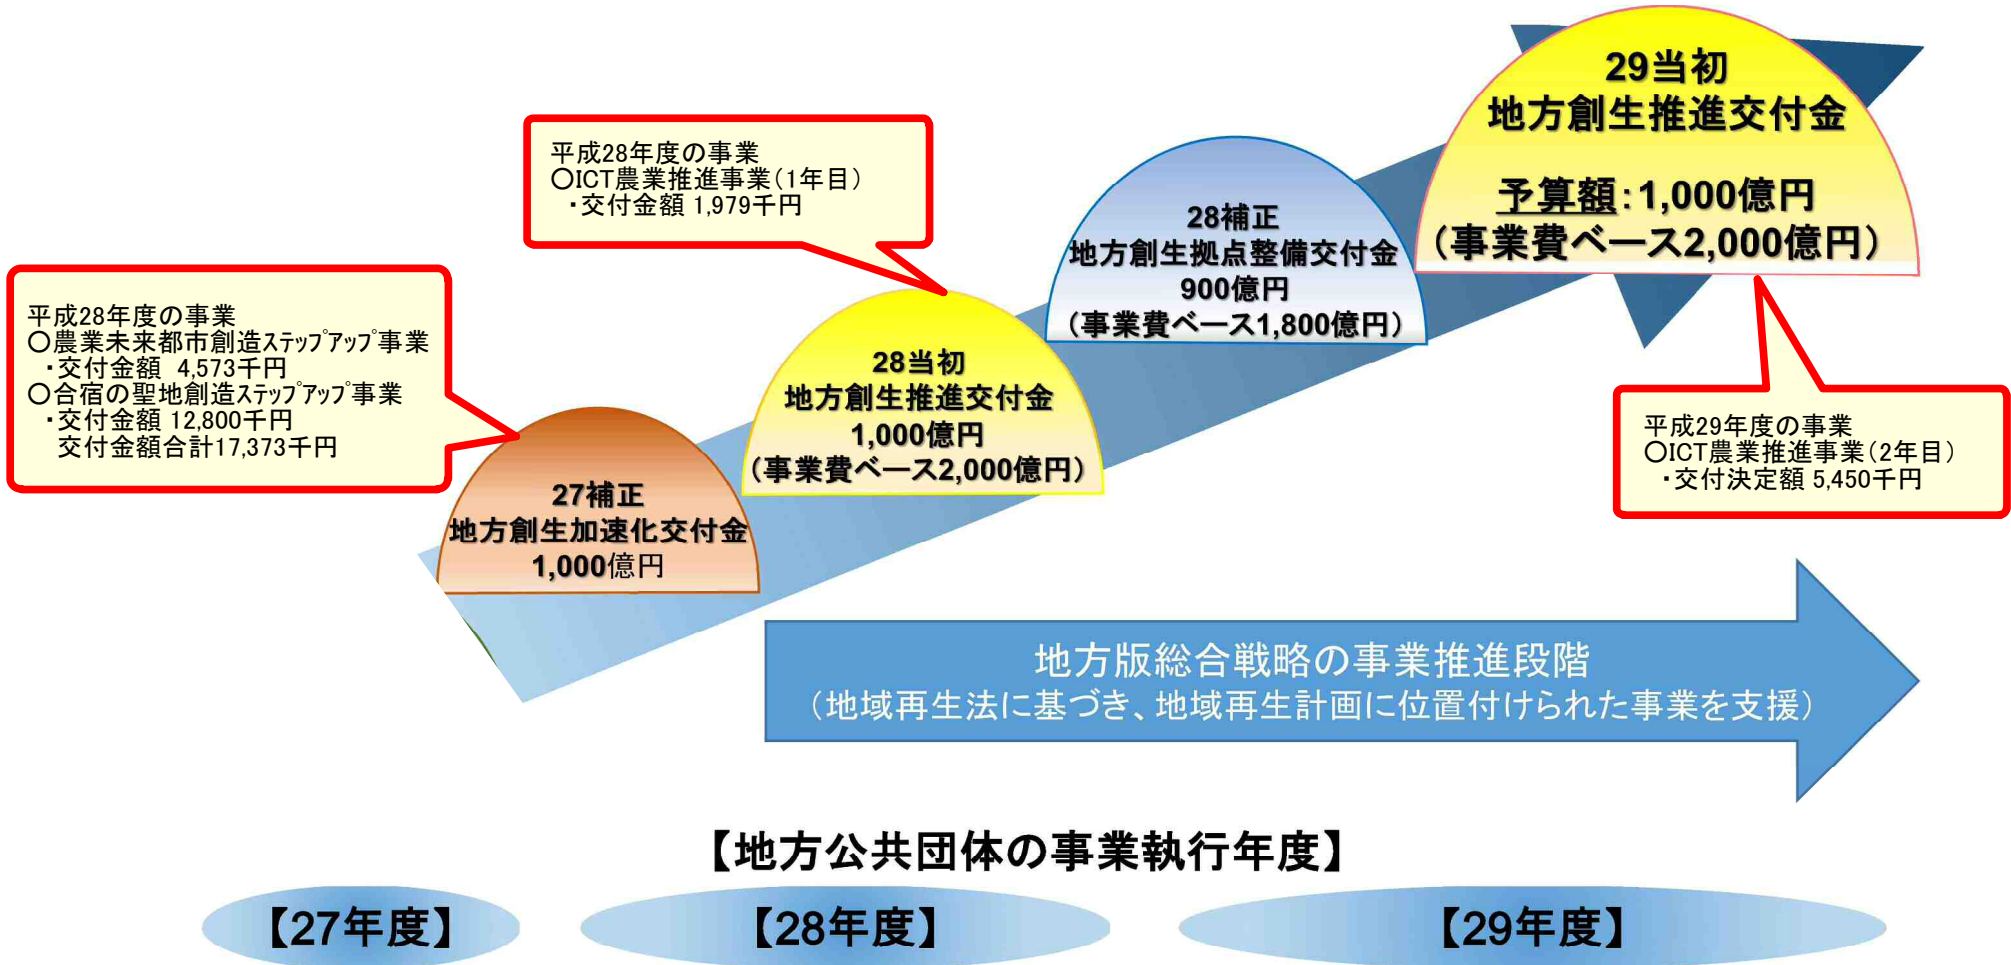 29当初
地方創生推進交付金
予算額：1,000億円
（事業費ベース2,000億円）
平成28年度の事業
○ICT農業推進事業（1年目）
・交付金額 1,979千円
28補正
地方創生拠点整備交付金
900億円
（事業費ベース1,800億円）
平成28年度の事業
○農業未来都市創造ｽﾃｯﾌﾟｱｯﾌﾟ事業
・交付金額 4,573千円
○合宿の聖地創造ｽﾃｯﾌﾟｱｯﾌﾟ事業
・交付金額 12,800千円
交付金額合計17,373千円
28当初
地方創生推進交付金
1,000億円
（事業費ベース2,000億円）
平成29年度の事業
○ICT農業推進事業（2年目）
・交付決定額 5,450千円
27補正
地方創生加速化交付金
1,000億円
地方版総合戦略の事業推進段階
（地域再生法に基づき、地域再生計画に位置付けられた事業を支援）
【地方公共団体の事業執行年度】
【27年度】
【28年度】
【29年度】